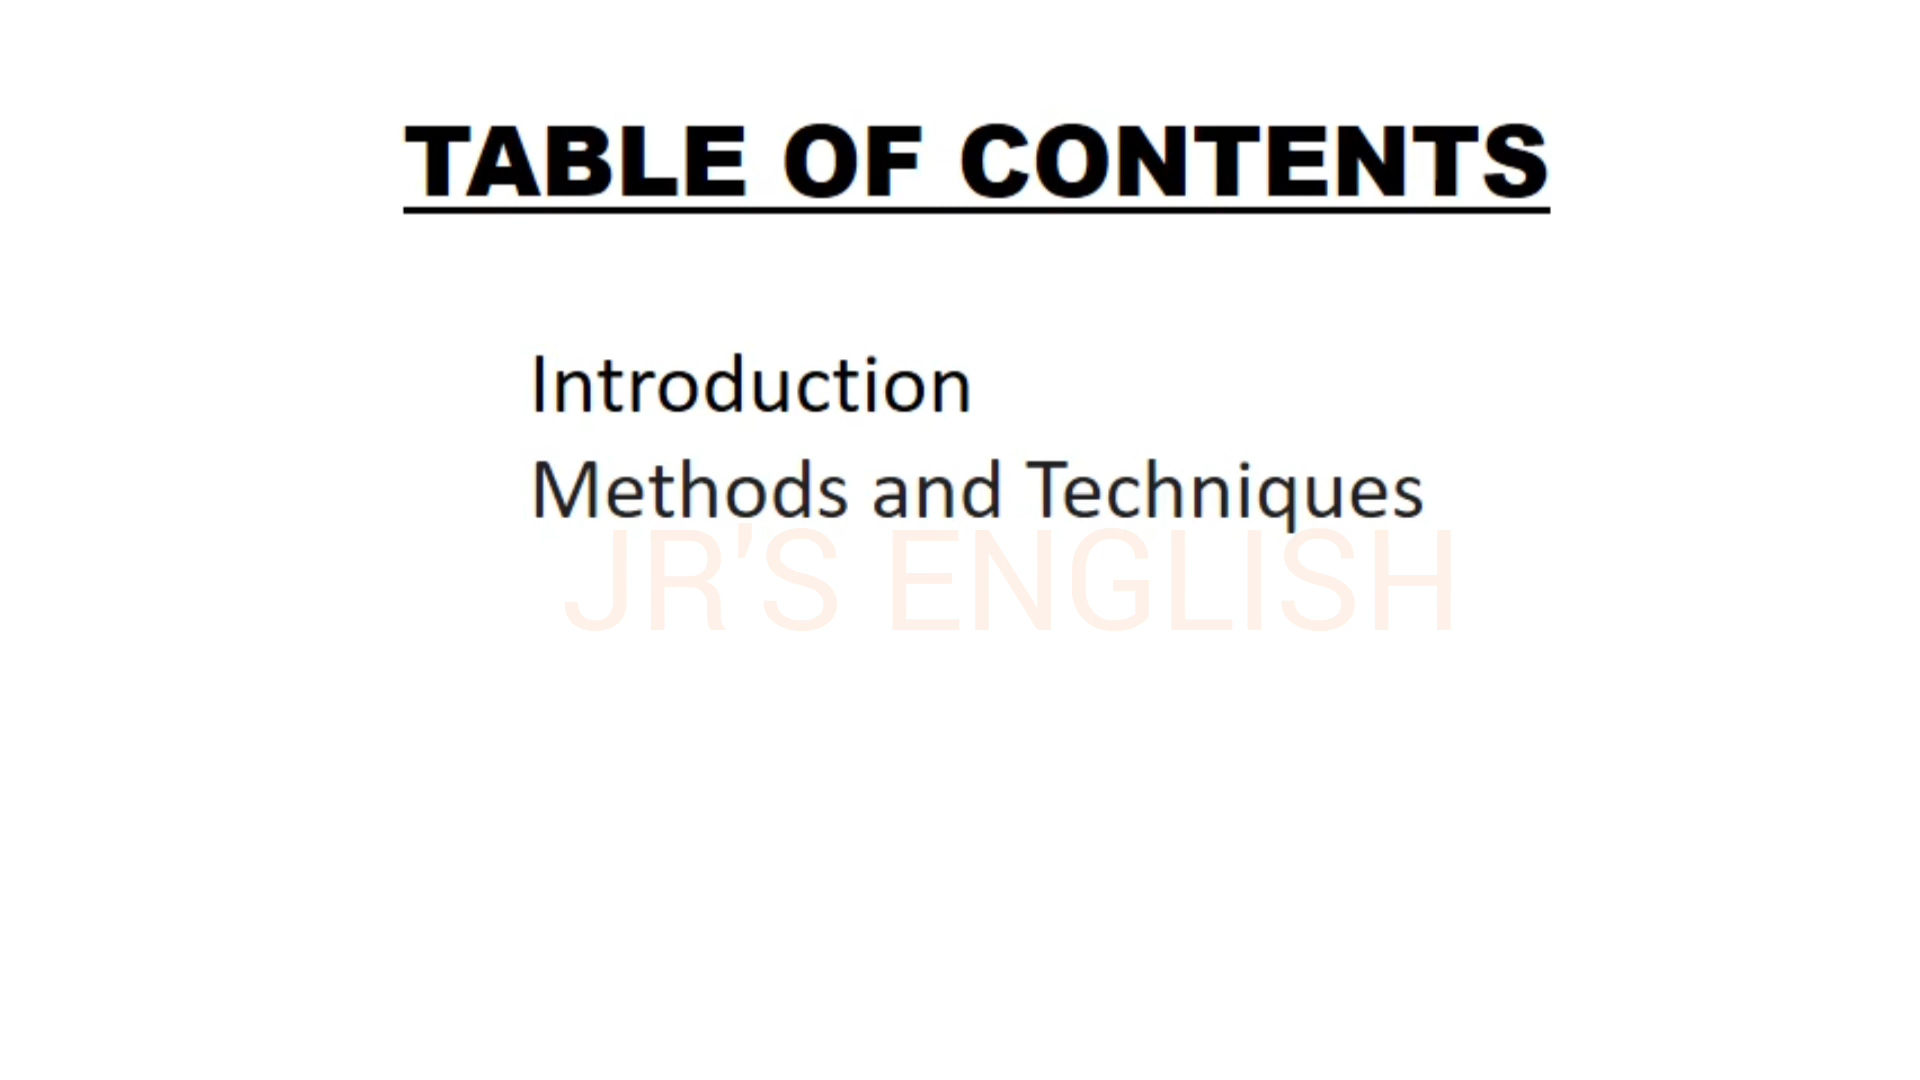 TABLE OF CONTENTS
Introduction
Methods and Techniques
JR'S ENGLISH